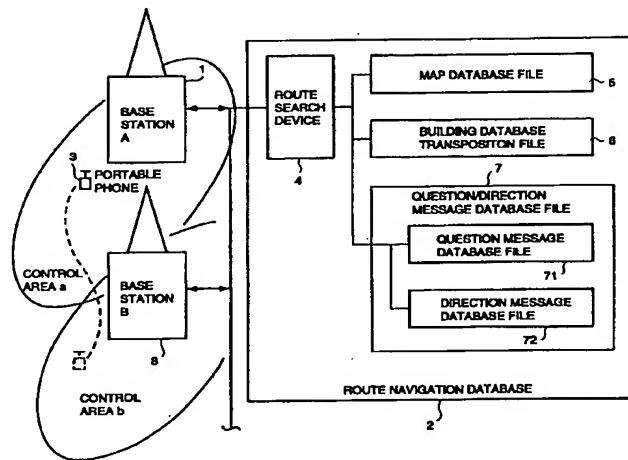 1
BASE
STATION
A
3
PORTABLE
PHONE
CONTROL
AREA a
BASE
STATION
B
8
CONTROL
AREA b
ROUTE
SEARCH
DEVICE
4
MAP DATABASE FILE
5
BUILDING DATABASE
TRANSPOSITON FILE
6
7
QUESTION/DIRECTION
MESSAGE DATABASE FILE
QUESTION MESSAGE
DATABASE FILE
71
DIRECTION MESSAGE
DATABASE FILE
72
ROUTE NAVIGATION DATABASE
2